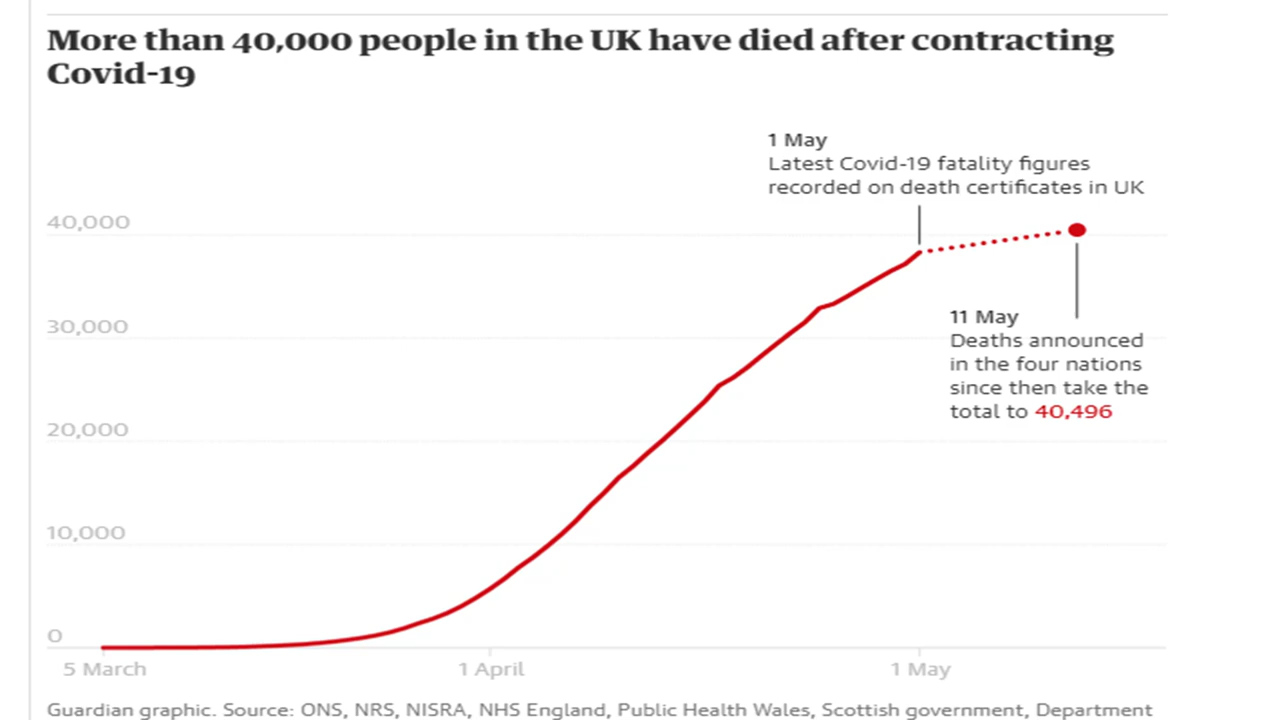 More than 40,000 people in the UK have died after contracting
Covid-19
1 May
Latest Covid-19 fatality figures
recorded on death certificates in UK
40,000
11 May
Deaths announced
in the four nations
since then take the
total to 40,496
30,000
20,000
10,000
0
5 March
1 April
1 May
Guardian graphic. Source: ONS, NRS, NISRA, NHS England, Public Health Wales, Scottish government, Department